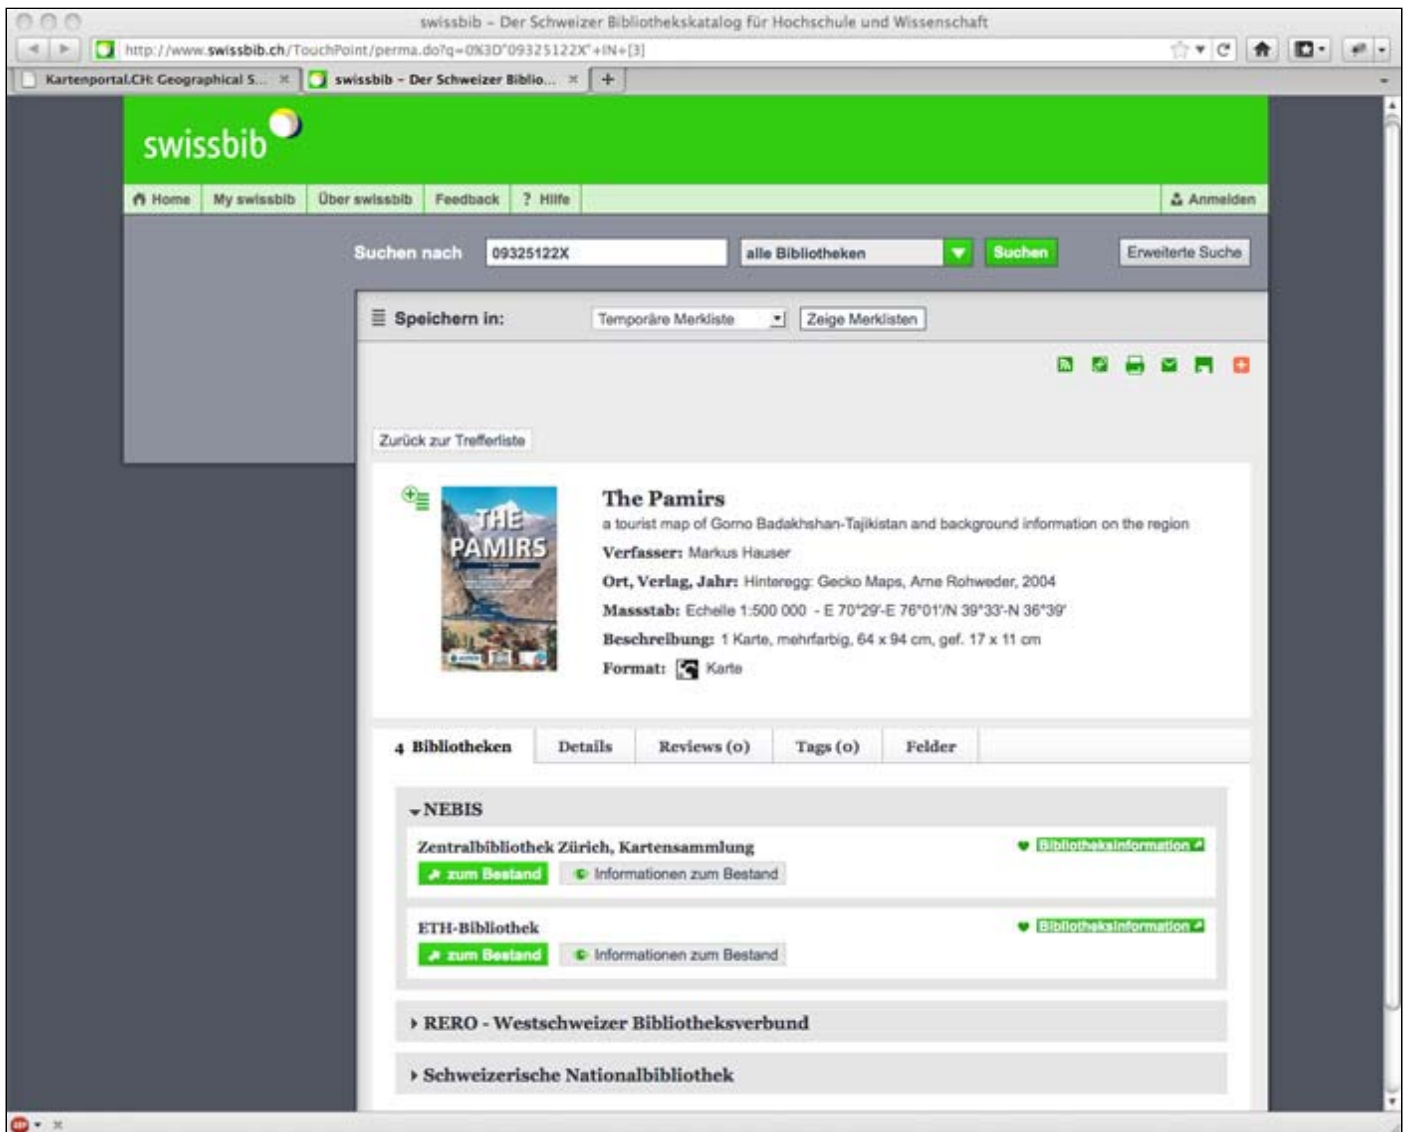 swissbib – Der Schweizer Bibliothekskatalog für Hochschule und Wissenschaft
http://www.swissbib.ch/TouchPoint/perma.do?q=0%3D"09325122X"+IN+[3]
Kartenportal.CH: Geographical S...
swissbib – Der Schweizer Biblio...
swissbib
Home My swissbib Über swissbib Feedback ? Hilfe Anmelden
Suchen nach 09325122X alle Bibliotheken Suchen Erweiterte Suche
Speichern in: Temporäre Merkliste Zeige Merklisten
Zurück zur Trefferliste
THE
PAMIRS
The Pamirs
a tourist map of Gorno Badakhshan-Tajikistan and background information on the region
Verfasser: Markus Hauser
Ort, Verlag, Jahr: Hinteregg: Gecko Maps, Arne Rohweder, 2004
Massstab: Echelle 1:500 000 - E 70°29'-E 76°01'/N 39°33'-N 36°39'
Beschreibung: 1 Karte, mehrfarbig, 64 x 94 cm, gef. 17 x 11 cm
Format: Karte
4 Bibliotheken Details Reviews (0) Tags (0) Felder
NEBIS
Zentralbibliothek Zürich, Kartensammlung Bibliotheksinformation
zum Bestand Informationen zum Bestand
ETH-Bibliothek Bibliotheksinformation
zum Bestand Informationen zum Bestand
RERO - Westschweizer Bibliotheksverbund
Schweizerische Nationalbibliothek